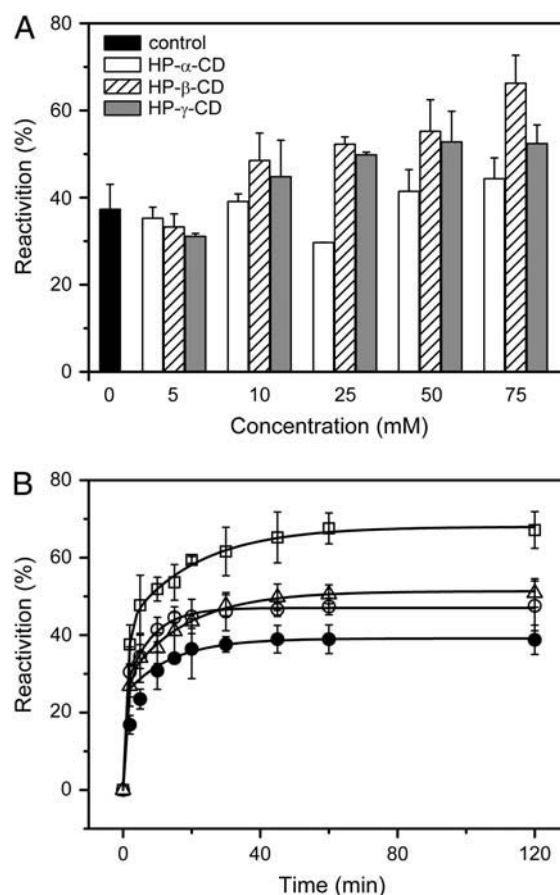 A
80
60
40
20
0
Reactivition (%)
control
HP-α-CD
HP-β-CD
HP-γ-CD
0 5 10 25 50 75
Concentration (mM)
B
80
60
40
20
0
Reactivition (%)
0 40 80 120
Time (min)